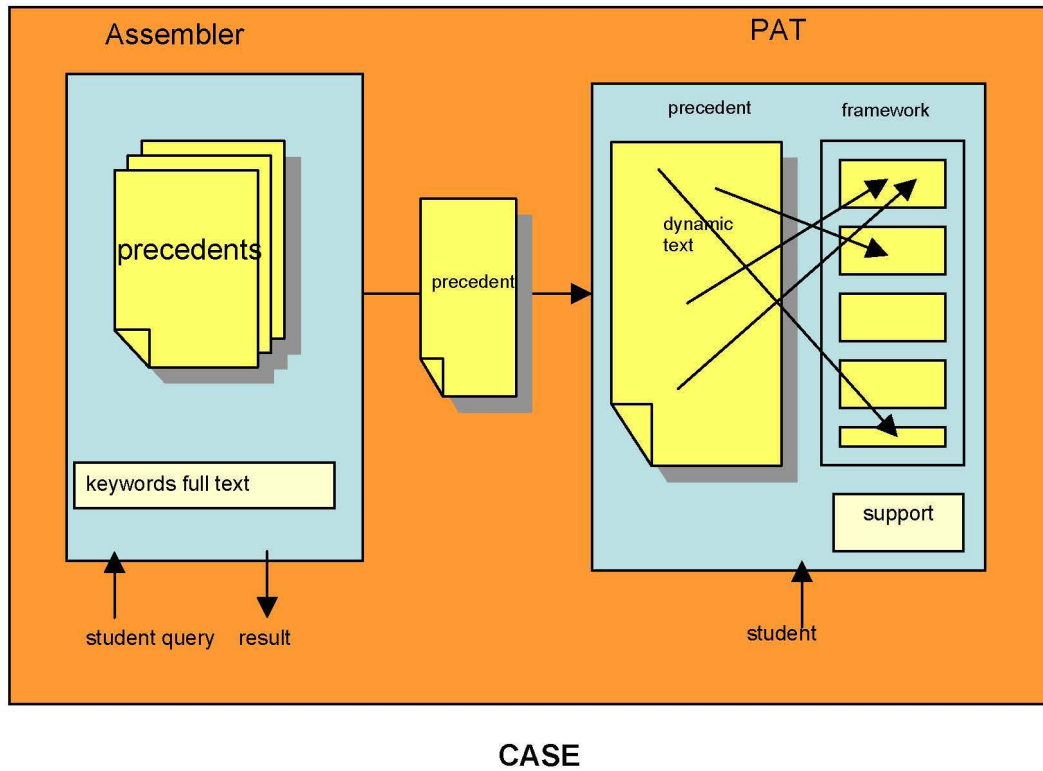 Assembler
PAT
precedent
framework
precedents
dynamic
text
precedent
keywords full text
support
student query
result
student
CASE